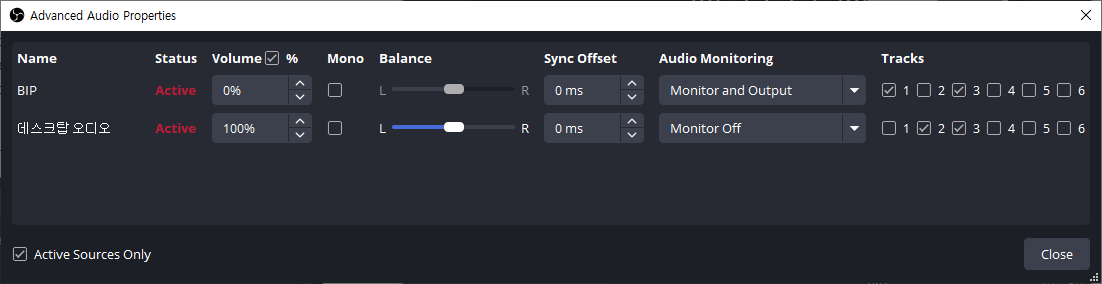 Advanced Audio Properties
Name Status Volume % Mono Balance Sync Offset Audio Monitoring Tracks
BIP Active 0% L R 0 ms Monitor and Output 1 2 3 4 5 6
데스크탑 오디오 Active 100% L R 0 ms Monitor Off 1 2 3 4 5 6
Active Sources Only Close